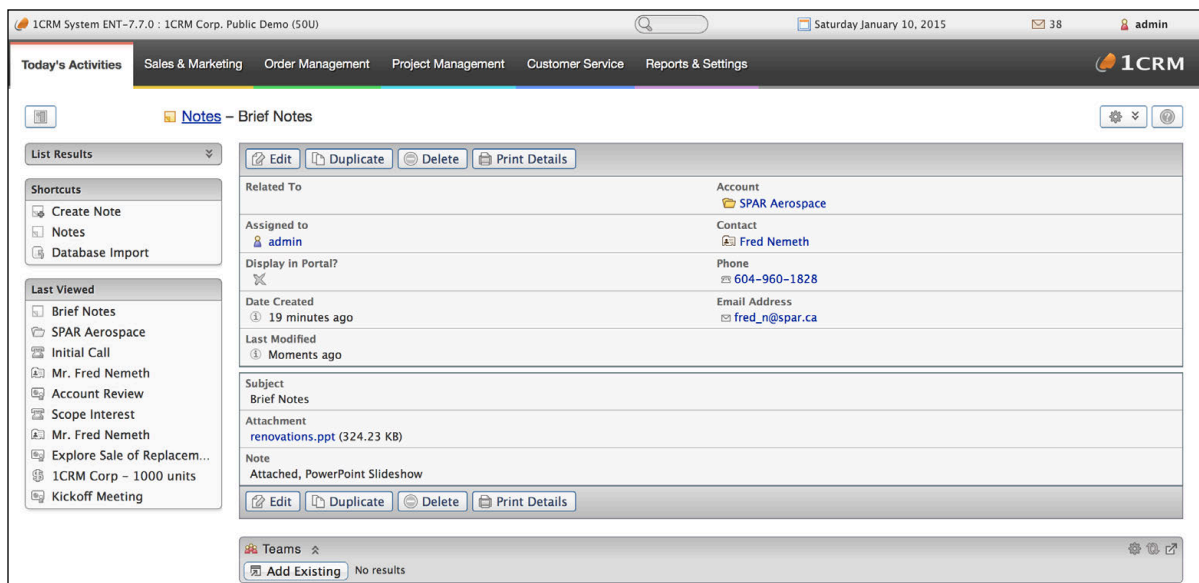 1CRM System ENT-7.7.0 : 1CRM Corp. Public Demo (50U) Saturday January 10, 2015 38 admin
Today's Activities Sales & Marketing Order Management Project Management Customer Service Reports & Settings 1CRM
Notes – Brief Notes
List Results
Shortcuts
Create Note
Notes
Database Import
Last Viewed
Brief Notes
SPAR Aerospace
Initial Call
Mr. Fred Nemeth
Account Review
Scope Interest
Mr. Fred Nemeth
Explore Sale of Replacem...
1CRM Corp – 1000 units
Kickoff Meeting
Edit Duplicate Delete Print Details
Related To
Account
SPAR Aerospace
Assigned to
admin
Contact
Fred Nemeth
Display in Portal?
Phone
604-960-1828
Date Created
19 minutes ago
Email Address
fred_n@spar.ca
Last Modified
Moments ago
Subject
Brief Notes
Attachment
renovations.ppt (324.23 KB)
Note
Attached, PowerPoint Slideshow
Edit Duplicate Delete Print Details
Teams
Add Existing No results